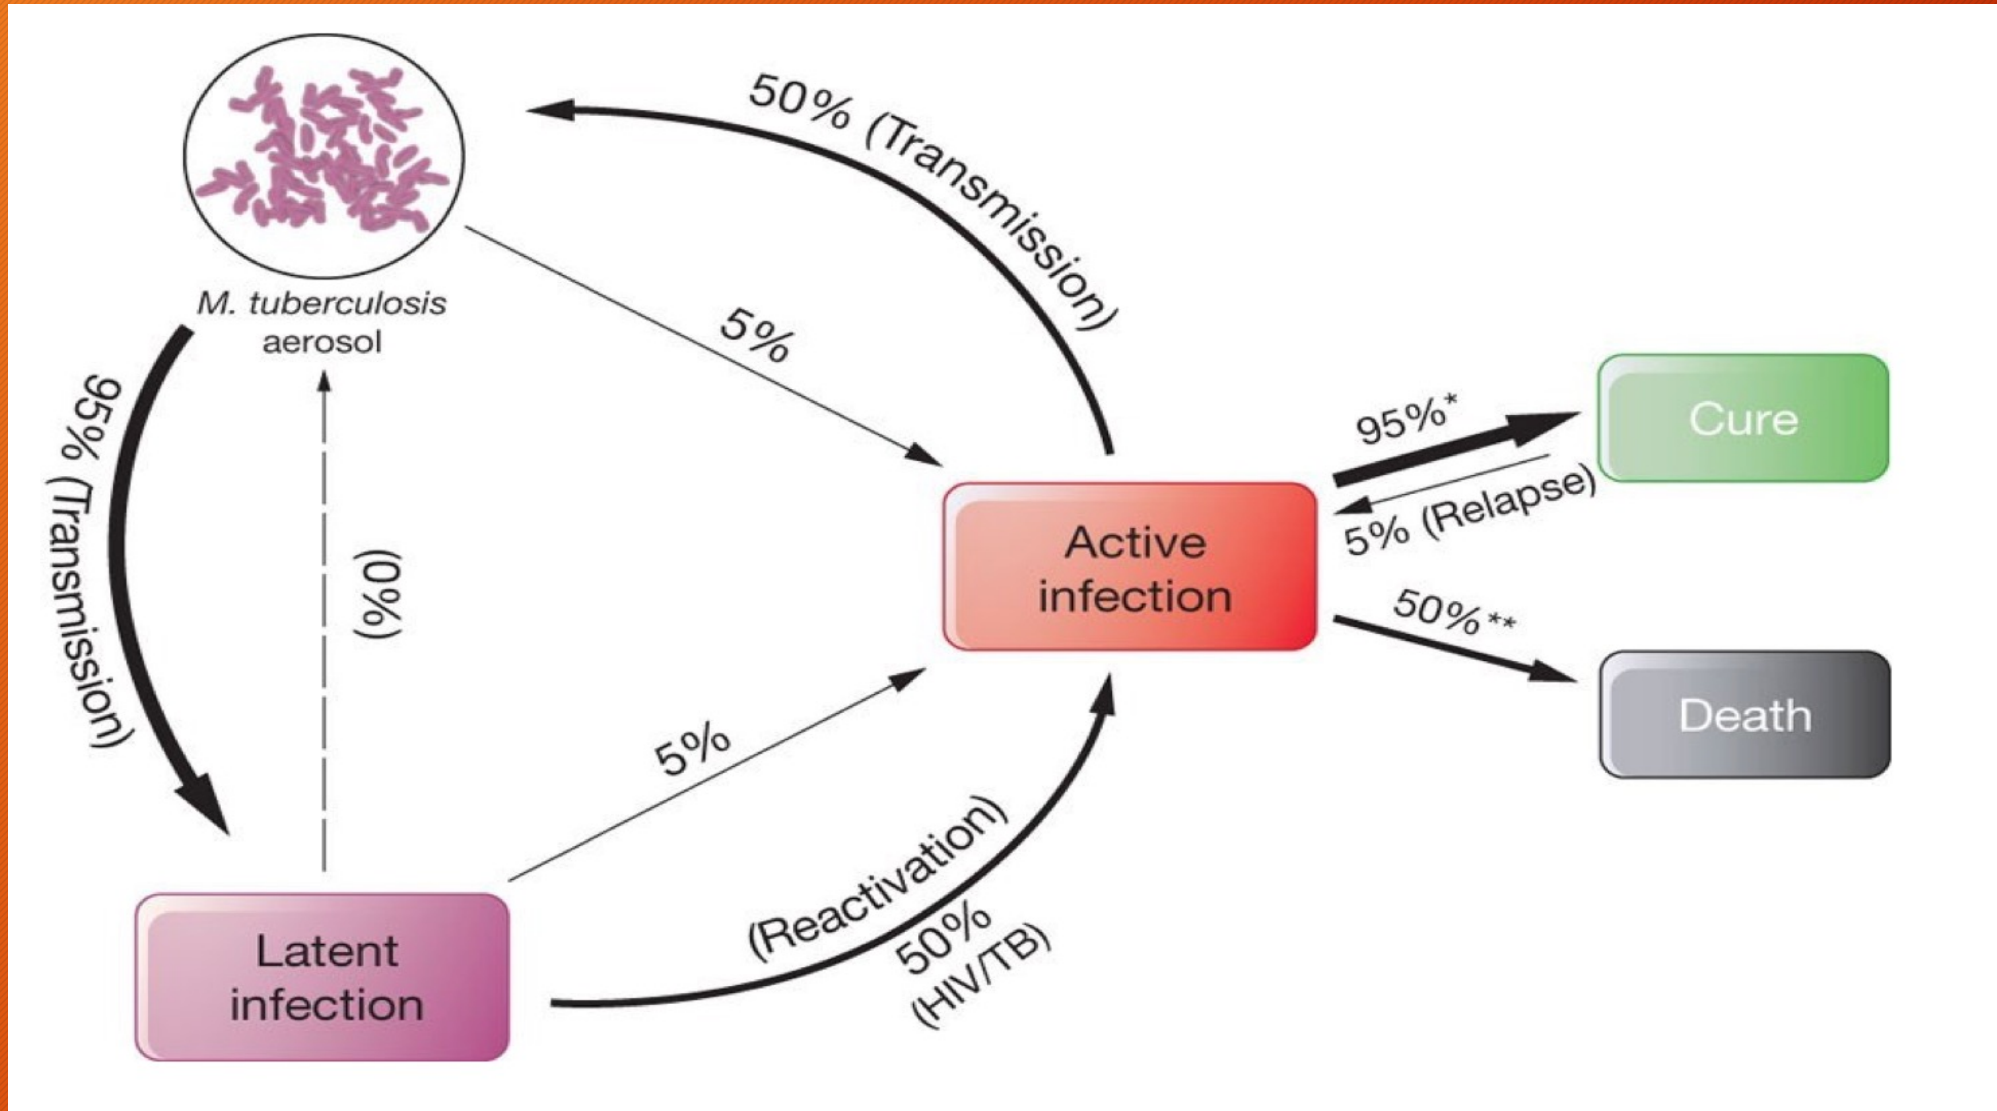 50% (Transmission)
M. tuberculosis
aerosol
5%
95% (Transmission)
(0%)
95%*
Cure
5% (Relapse)
Active
infection
50%**
Death
5%
(Reactivation)
50%
(HIV/TB)
Latent
infection